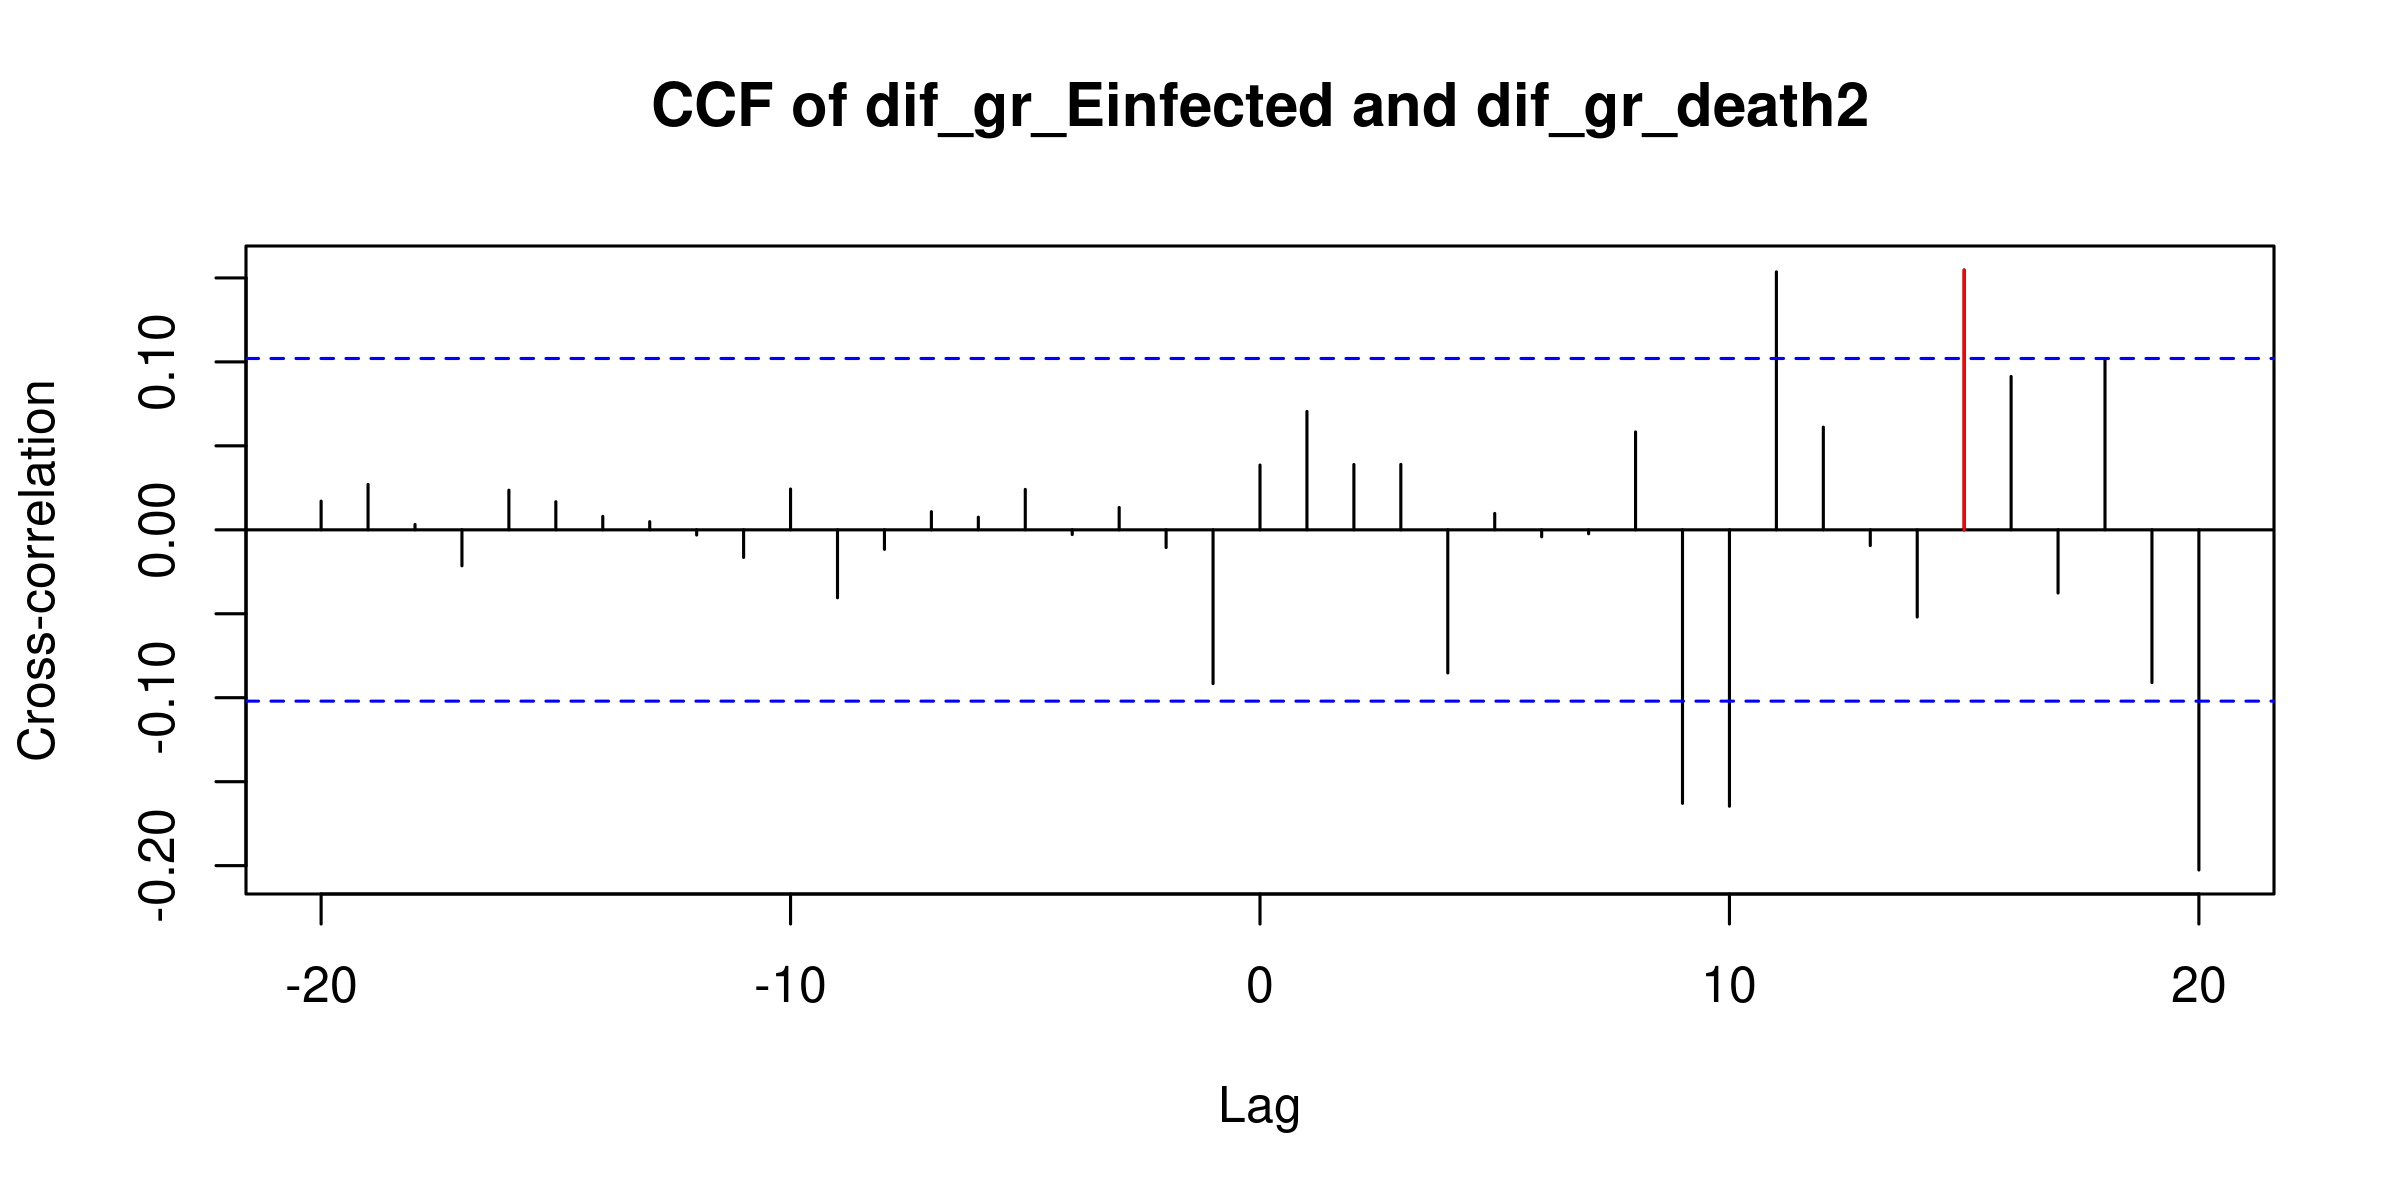 CCF of dif_gr_Einfected and dif_gr_death2
Cross-correlation
0.10
0.00
-0.10
-0.20
-20 -10 0 10 20
Lag